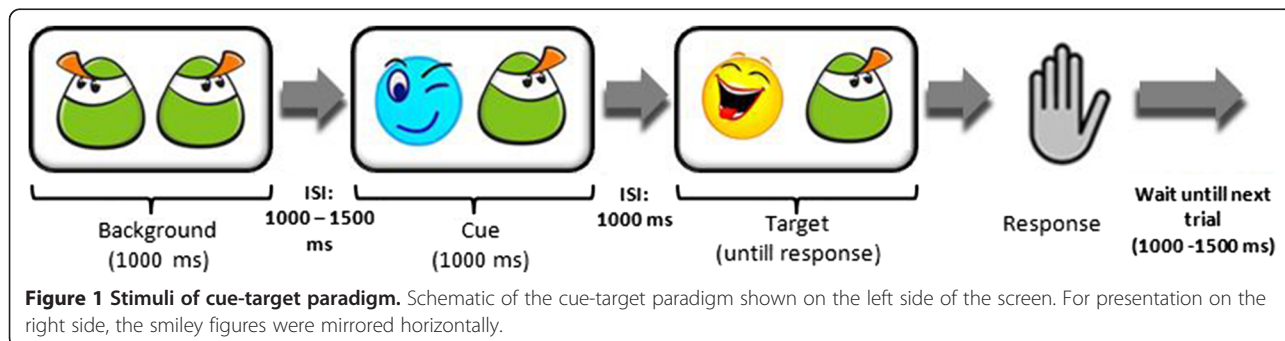 Background
(1000 ms)
ISI:
1000 – 1500
ms
Cue
(1000 ms)
ISI:
1000 ms
Target
(untill response)
Response
Wait untill next
trial
(1000 -1500 ms)
Figure 1 Stimuli of cue-target paradigm. Schematic of the cue-target paradigm shown on the left side of the screen. For presentation on the
right side, the smiley figures were mirrored horizontally.